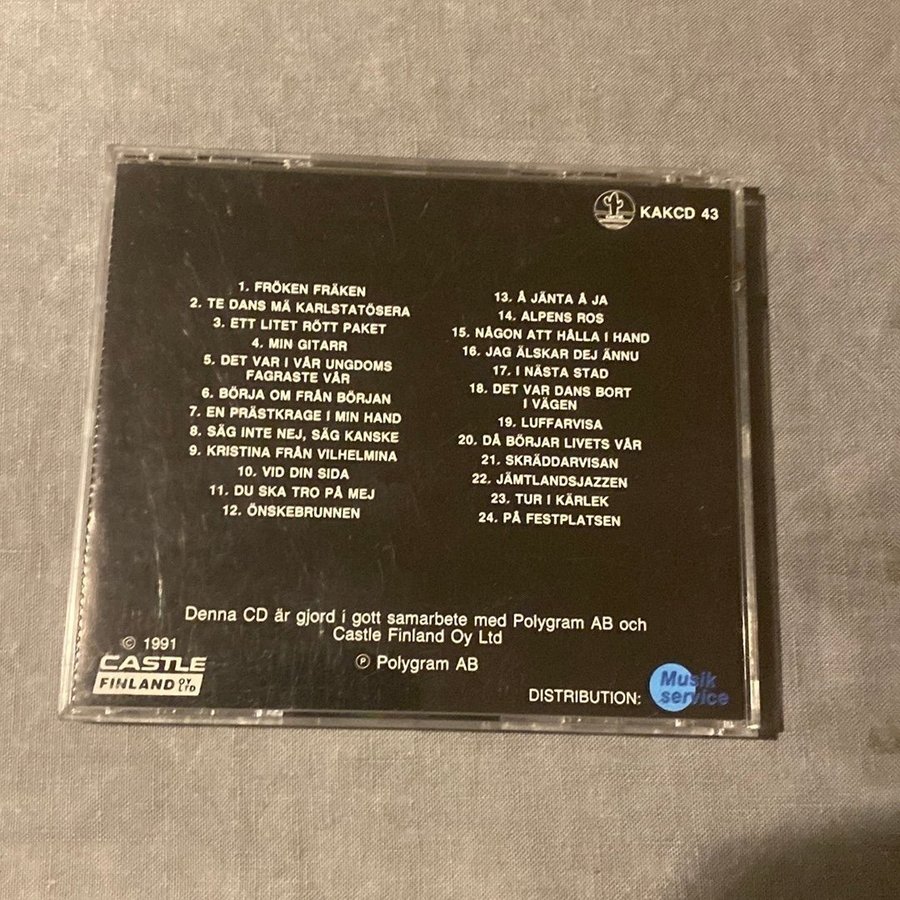 KAKCD 43
1. FRÖKEN FRÄKEN
2. TE DANS MÄ KARLSTATÖSERA
3. ETT LITET RÖTT PAKET
4. MIN GITARR
5. DET VAR I VÅR UNGDOMS
FAGRASTE VÅR
6. BÖRJA OM FRÅN BÖRJAN
7. EN PRÄSTKRAGE I MIN HAND
8. SÄG INTE NEJ, SÄG KANSKE
9. KRISTINA FRÅN VILHELMINA
10. VID DIN SIDA
11. DU SKA TRO PÅ MEJ
12. ÖNSKEBRUNNEN
13. Å JÄNTA Å JA
14. ALPENS ROS
15. NÅGON ATT HÅLLA I HAND
16. JAG ÄLSKAR DEJ ÄNNU
17. I NÄSTA STAD
18. DET VAR DANS BORT
I VÄGEN
19. LUFFARVISA
20. DÅ BÖRJAR LIVETS VÅR
21. SKRÄDDARVISAN
22. JÄMTLANDSJAZZEN
23. TUR I KÄRLEK
24. PÅ FESTPLATSEN
Denna CD är gjord i gott samarbete med Polygram AB och
Castle Finland Oy Ltd
© 1991
℗ Polygram AB
CASTLE
FINLAND OY LTD
DISTRIBUTION: Musik
service